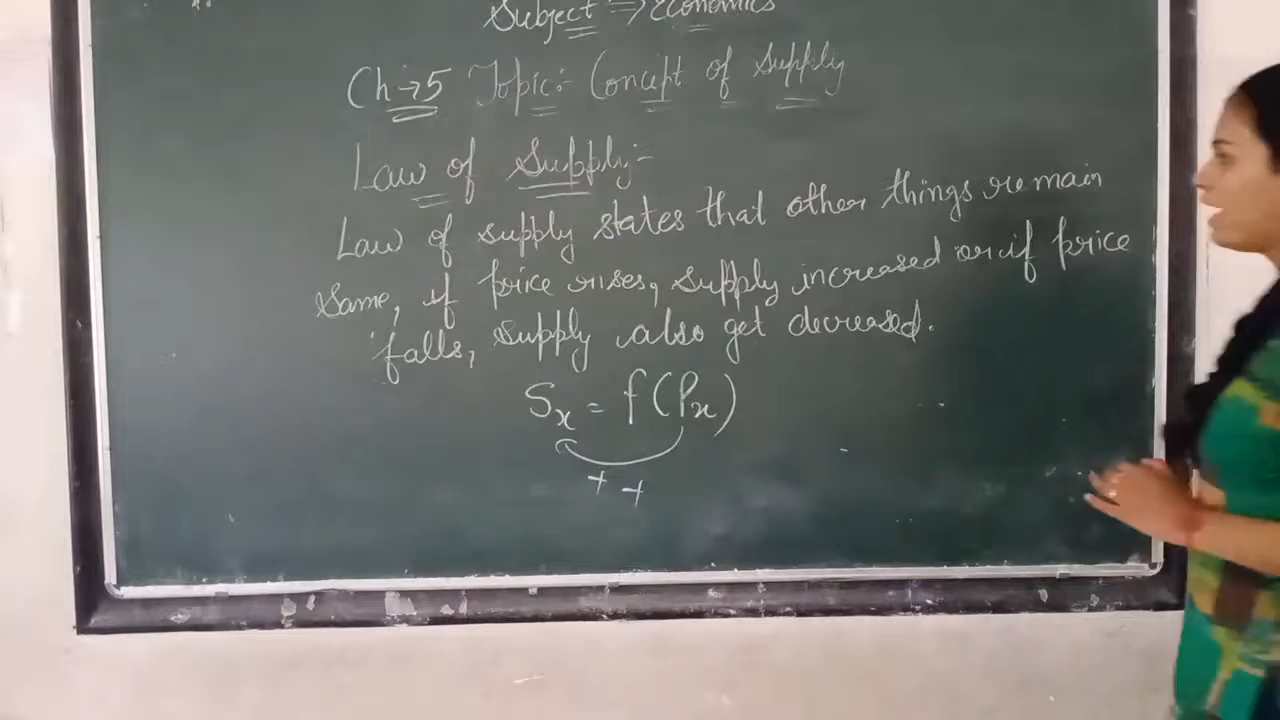 Subject ⇒ Economics
Ch → 5 Topic:- Concept of Supply
Law of Supply:-
Law of supply states that other things remain
same, if price rises, supply increased or if price
falls, supply also get decreased.
Sx = f(Px)
+ +